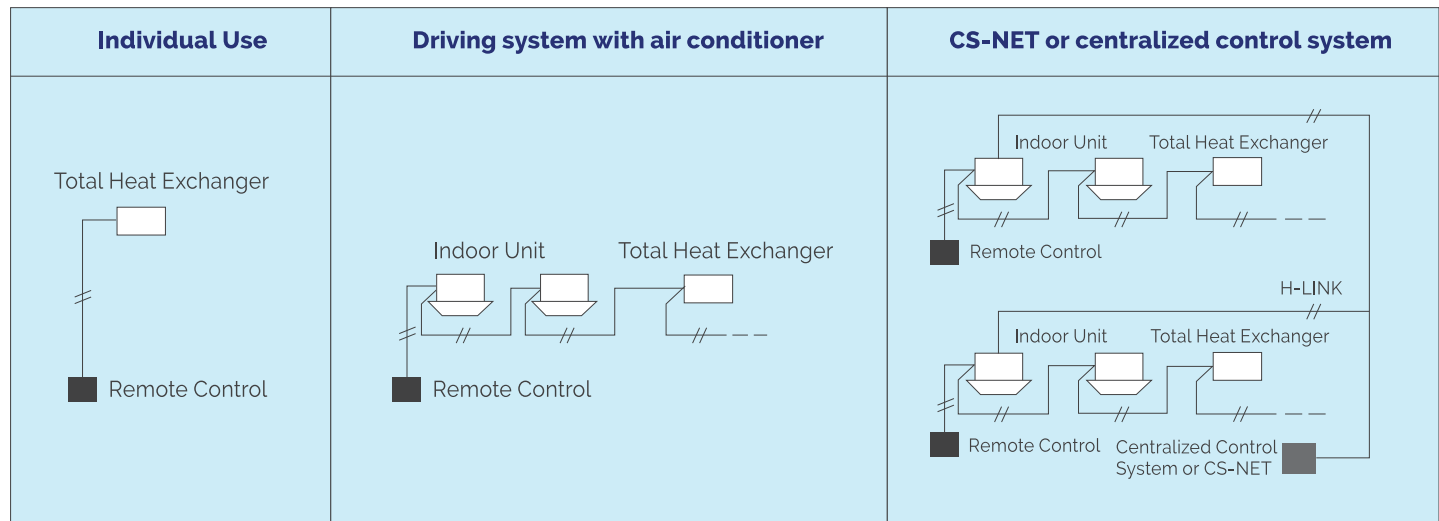 Individual Use
Driving system with air conditioner
CS-NET or centralized control system
Total Heat Exchanger
Remote Control
Indoor Unit
Total Heat Exchanger
Remote Control
Indoor Unit
Total Heat Exchanger
Remote Control
H-LINK
Indoor Unit
Total Heat Exchanger
Remote Control
Centralized Control
System or CS-NET